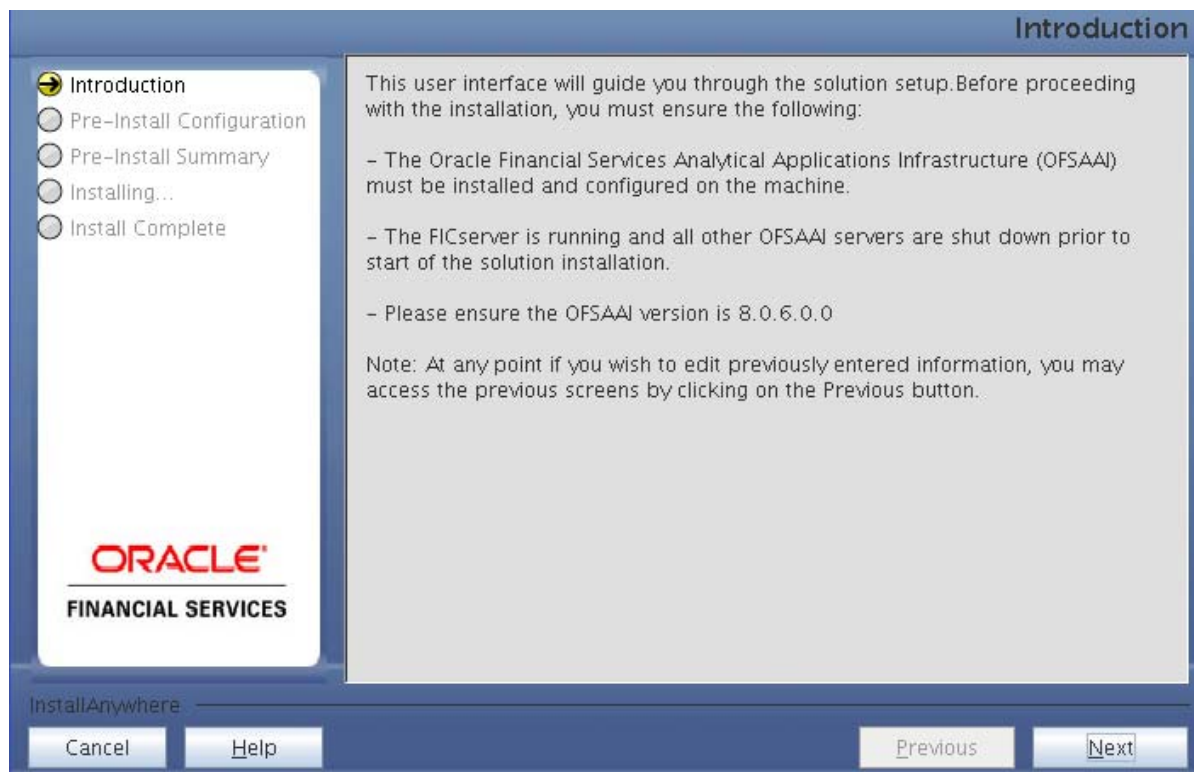 Introduction
Introduction
Pre-Install Configuration
Pre-Install Summary
Installing...
Install Complete
ORACLE'
FINANCIAL SERVICES
This user interface will guide you through the solution setup.Before proceeding
with the installation, you must ensure the following:
- The Oracle Financial Services Analytical Applications Infrastructure (OFSAAI)
must be installed and configured on the machine.
- The FICserver is running and all other OFSAAI servers are shut down prior to
start of the solution installation.
- Please ensure the OFSAAI version is 8.0.6.0.0
Note: At any point if you wish to edit previously entered information, you may
access the previous screens by clicking on the Previous button.
InstallAnywhere
Cancel
Help
Previous
Next